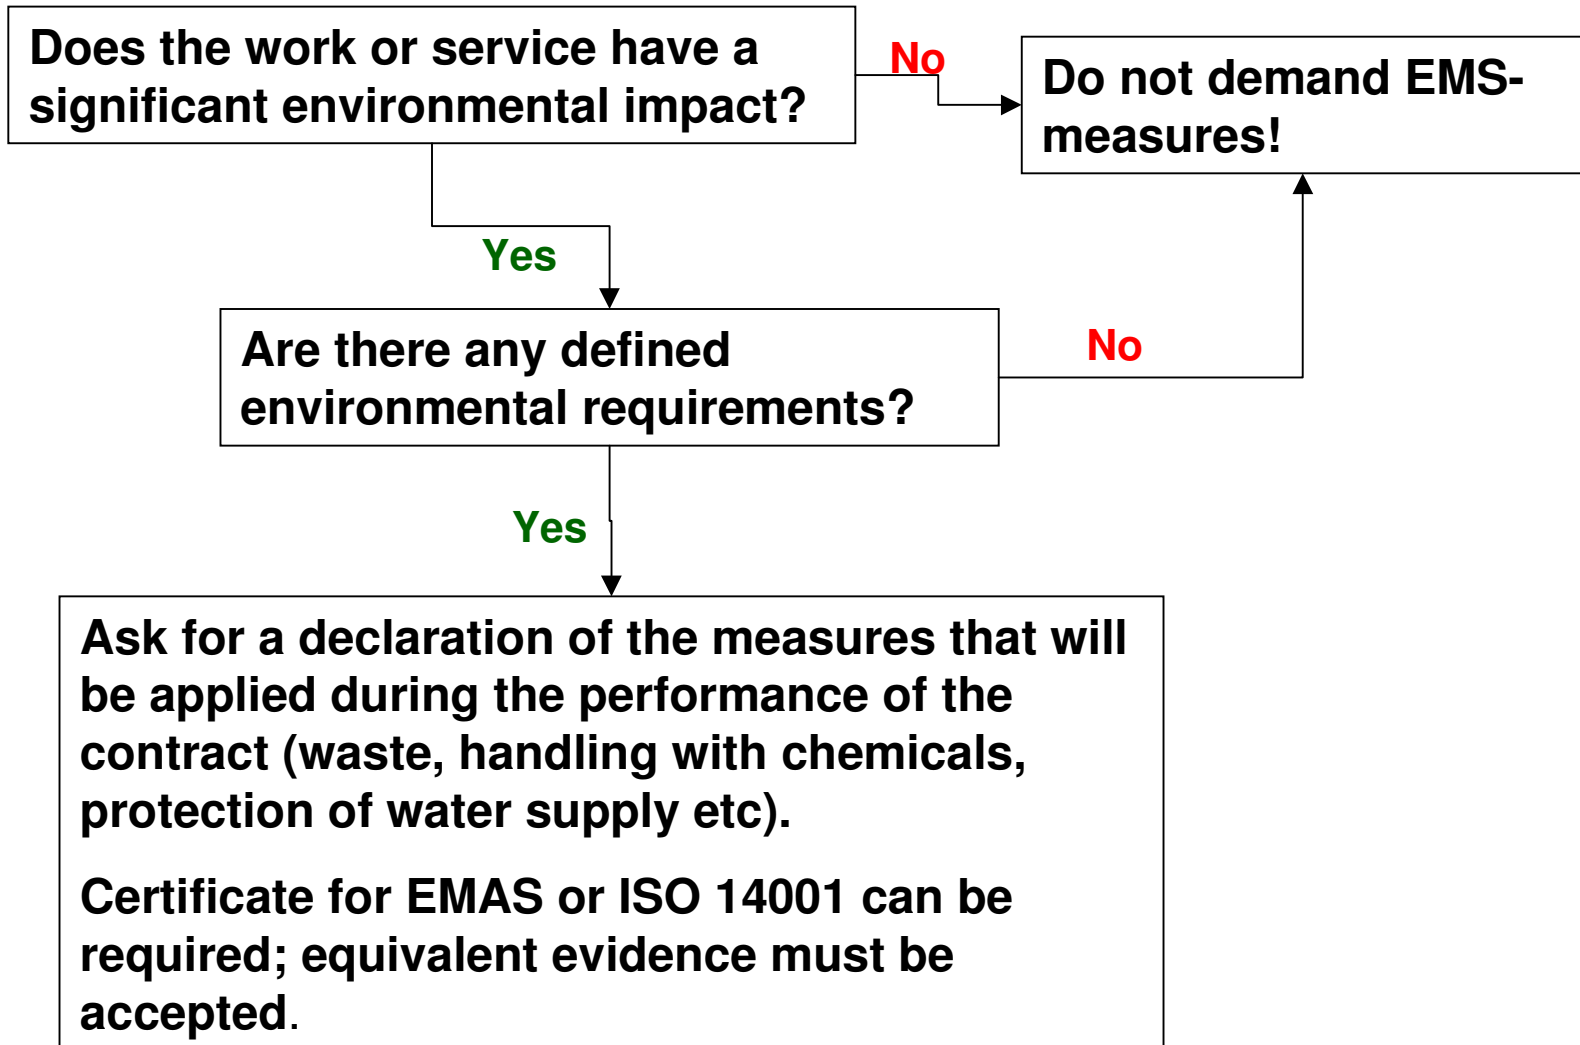 Does the work or service have a
significant environmental impact?
No
Do not demand EMS-
measures!
Yes
Are there any defined
environmental requirements?
No
Yes
Ask for a declaration of the measures that will
be applied during the performance of the
contract (waste, handling with chemicals,
protection of water supply etc).
Certificate for EMAS or ISO 14001 can be
required; equivalent evidence must be
accepted.